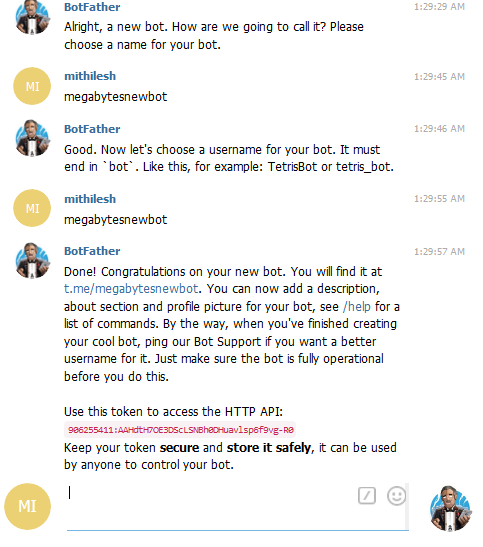 BotFather 1:29:29 AM
Alright, a new bot. How are we going to call it? Please
choose a name for your bot.
MI mithilesh 1:29:45 AM
megabytesnewbot
BotFather 1:29:46 AM
Good. Now let's choose a username for your bot. It must
end in `bot`. Like this, for example: TetrisBot or tetris_bot.
MI mithilesh 1:29:55 AM
megabytesnewbot
BotFather 1:29:57 AM
Done! Congratulations on your new bot. You will find it at
t.me/megabytesnewbot. You can now add a description,
about section and profile picture for your bot, see /help for a
list of commands. By the way, when you've finished creating
your cool bot, ping our Bot Support if you want a better
username for it. Just make sure the bot is fully operational
before you do this.
Use this token to access the HTTP API:
906255411:AAHdtH7OE3DScLSNBh0DHuavlsp6f9vg-R0
Keep your token secure and store it safely, it can be used
by anyone to control your bot.
MI